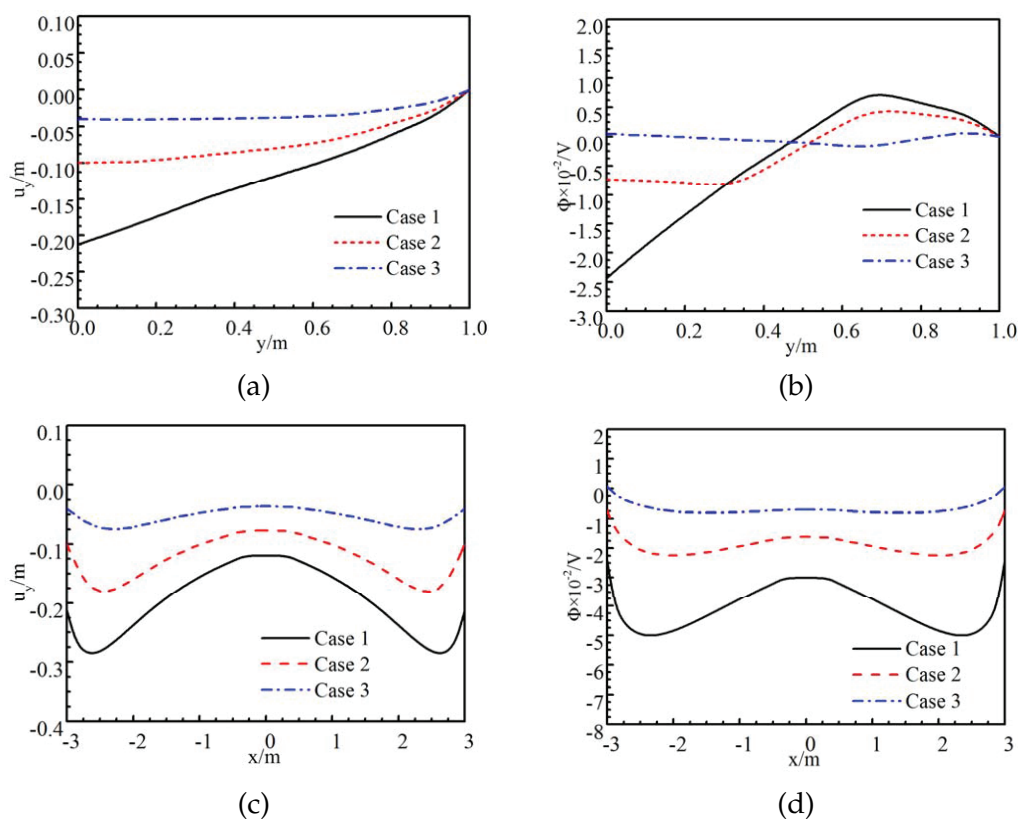 0.10
0.05
0.00
-0.05
-0.10
-0.15
-0.20
-0.25
-0.30
u_y/m
Case 1
Case 2
Case 3
0.0 0.2 0.4 0.6 0.8 1.0
y/m
(a)
2.0
1.5
1.0
0.5
0.0
-0.5
-1.0
-1.5
-2.0
-2.5
-3.0
Φ×10⁻²/V
Case 1
Case 2
Case 3
0.0 0.2 0.4 0.6 0.8 1.0
y/m
(b)
0.1
0.0
-0.1
-0.2
-0.3
-0.4
u_y/m
Case 1
Case 2
Case 3
-3 -2 -1 0 1 2 3
x/m
(c)
2
1
0
-1
-2
-3
-4
-5
-6
-7
-8
Φ×10⁻²/V
Case 1
Case 2
Case 3
-3 -2 -1 0 1 2 3
x/m
(d)